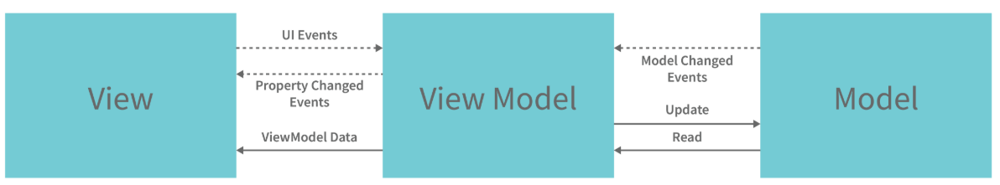 View
UI Events
Property Changed
Events
ViewModel Data
View Model
Model Changed
Events
Update
Read
Model